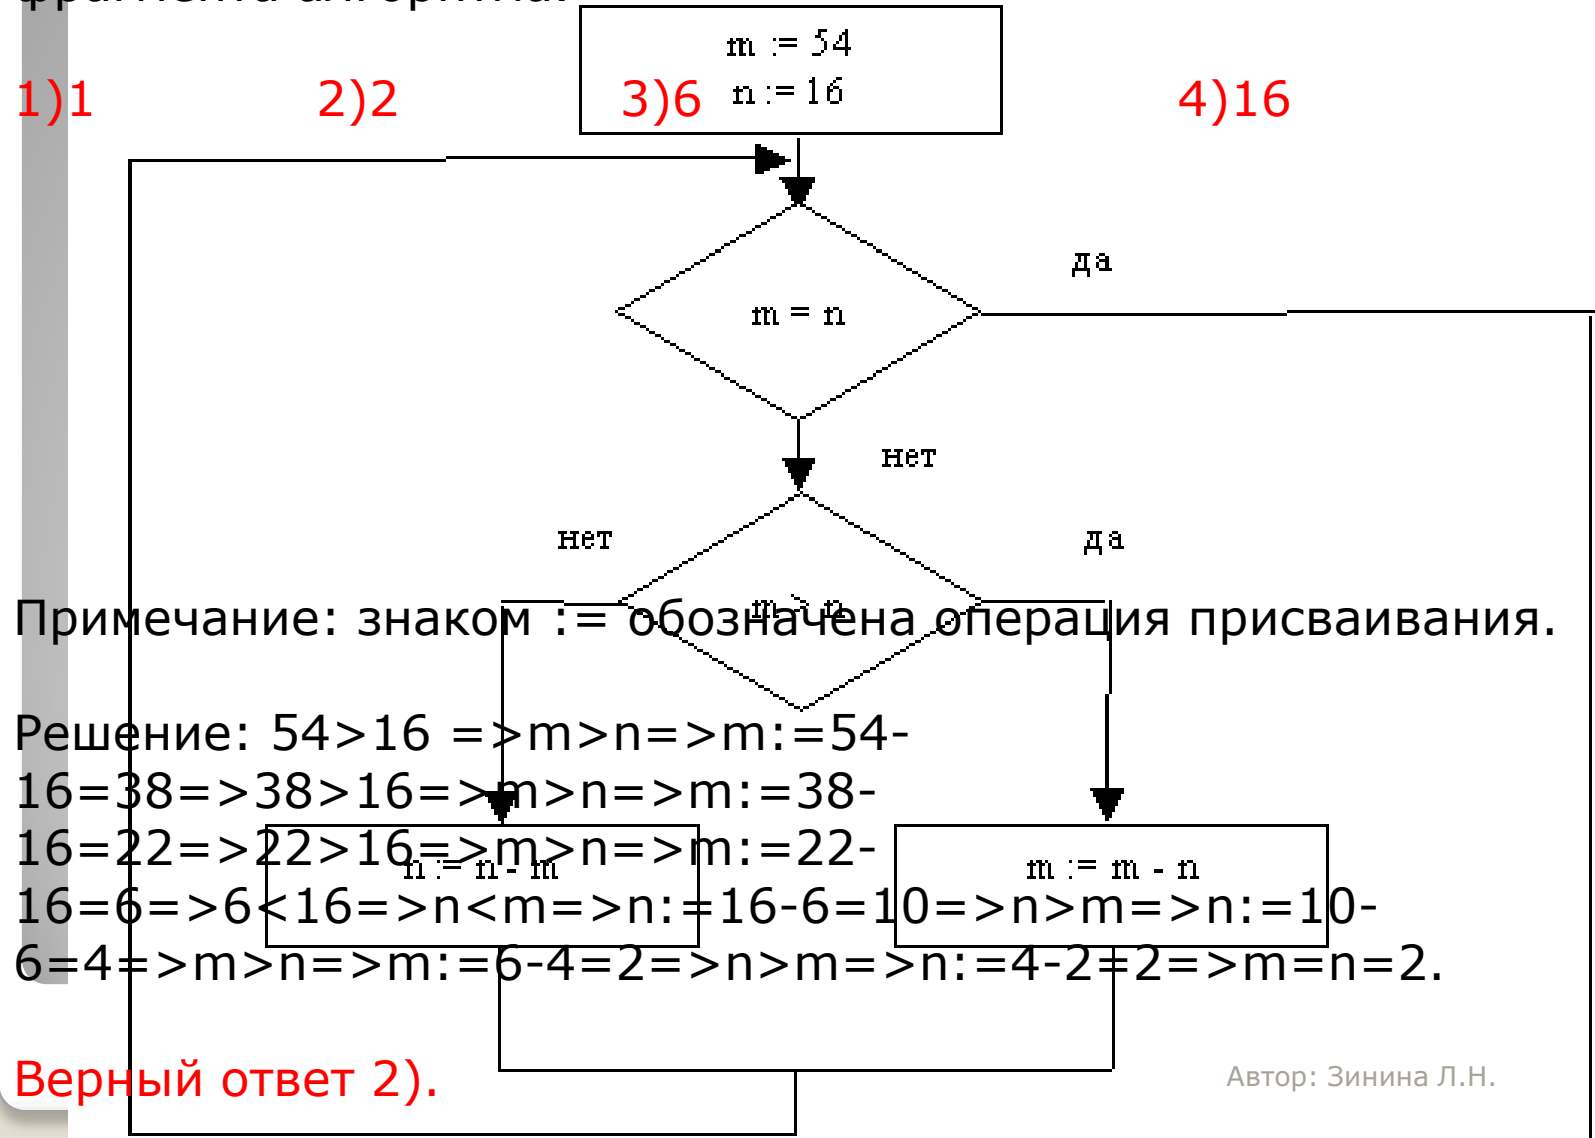 фрагмента алгоритма:
m := 54
n := 16
1)1 2)2 3)6 4)16
да
m = n
нет
нет
да
m > n
Примечание: знаком := обозначена операция присваивания.
Решение: 54>16 =>m>n=>m:=54-
16=38=>38>16=>m>n=>m:=38-
16=22=>22>16=>m>n=>m:=22-
n := n - m
m := m - n
16=6=>6<16=>n<m=>n:=16-6=10=>n>m=>n:=10-
6=4=>m>n=>m:=6-4=2=>n>m=>n:=4-2=2=>m=n=2.
Верный ответ 2).
Автор: Зинина Л.Н.